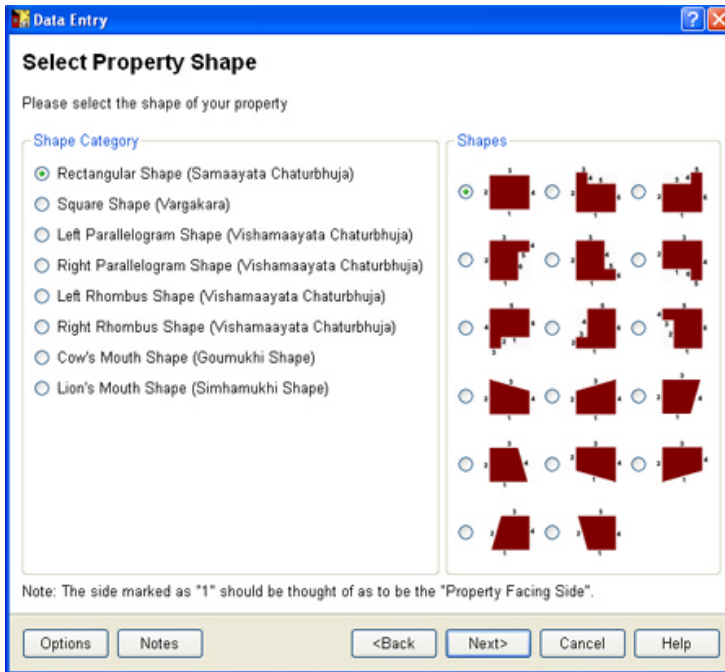 Data Entry
Select Property Shape
Please select the shape of your property
Shape Category
Rectangular Shape (Samaayata Chaturbhuja)
Square Shape (Vargakara)
Left Parallelogram Shape (Vishamaayata Chaturbhuja)
Right Parallelogram Shape (Vishamaayata Chaturbhuja)
Left Rhombus Shape (Vishamaayata Chaturbhuja)
Right Rhombus Shape (Vishamaayata Chaturbhuja)
Cow's Mouth Shape (Goumukhi Shape)
Lion's Mouth Shape (Simhamukhi Shape)
Shapes
Note: The side marked as "1" should be thought of as to be the "Property Facing Side".
Options Notes <Back Next> Cancel Help